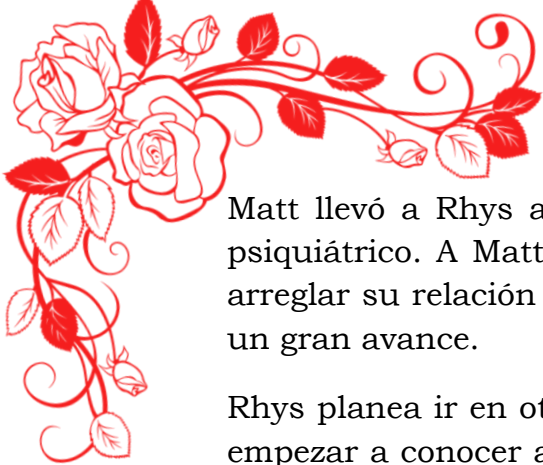 Matt llevó a Rhys a
psiquiátrico. A Matt
arreglar su relación
un gran avance.
Rhys planea ir en ot
empezar a conocer a